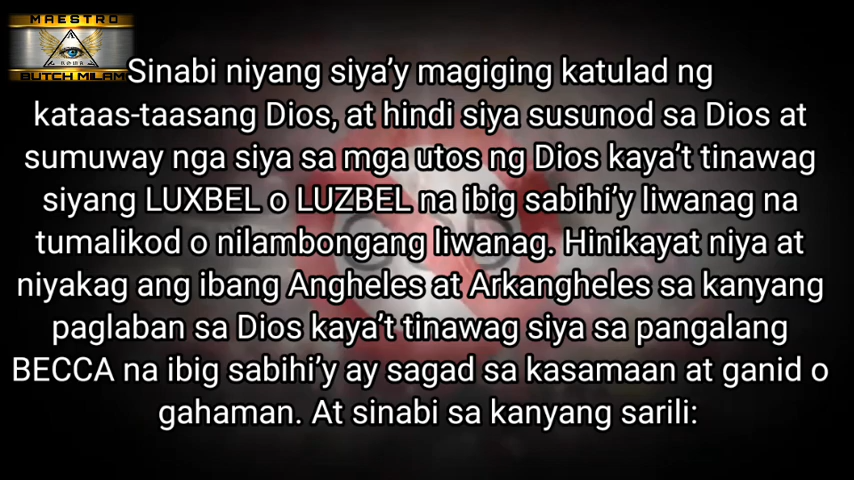 MAESTRO
ROMA
BUTCH MILAM
Sinabi niyang siya’y magiging katulad ng
kataas-taasang Dios, at hindi siya susunod sa Dios at
sumuway nga siya sa mga utos ng Dios kaya’t tinawag
siyang LUXBEL o LUZBEL na ibig sabihi’y liwanag na
tumalikod o nilambongang liwanag. Hinikayat niya at
niyakag ang ibang Angheles at Arkangheles sa kanyang
paglaban sa Dios kaya’t tinawag siya sa pangalang
BECCA na ibig sabihi’y ay sagad sa kasamaan at ganid o
gahaman. At sinabi sa kanyang sarili: